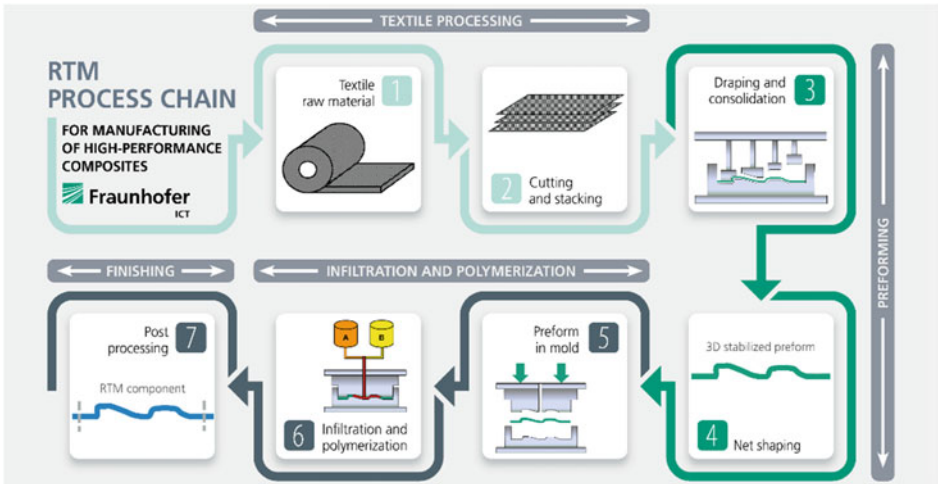 TEXTILE PROCESSING
RTM
PROCESS CHAIN
FOR MANUFACTURING
OF HIGH-PERFORMANCE
COMPOSITES
Fraunhofer
ICT
Textile
raw material
1
2
Cutting
and stacking
Draping and
consolidation
3
PREFORMING
3D stabilized preform
4
Net shaping
INFILTRATION AND POLYMERIZATION
Preform
in mold
5
A
B
6
Infiltration and
polymerization
FINISHING
Post
processing
7
RTM component